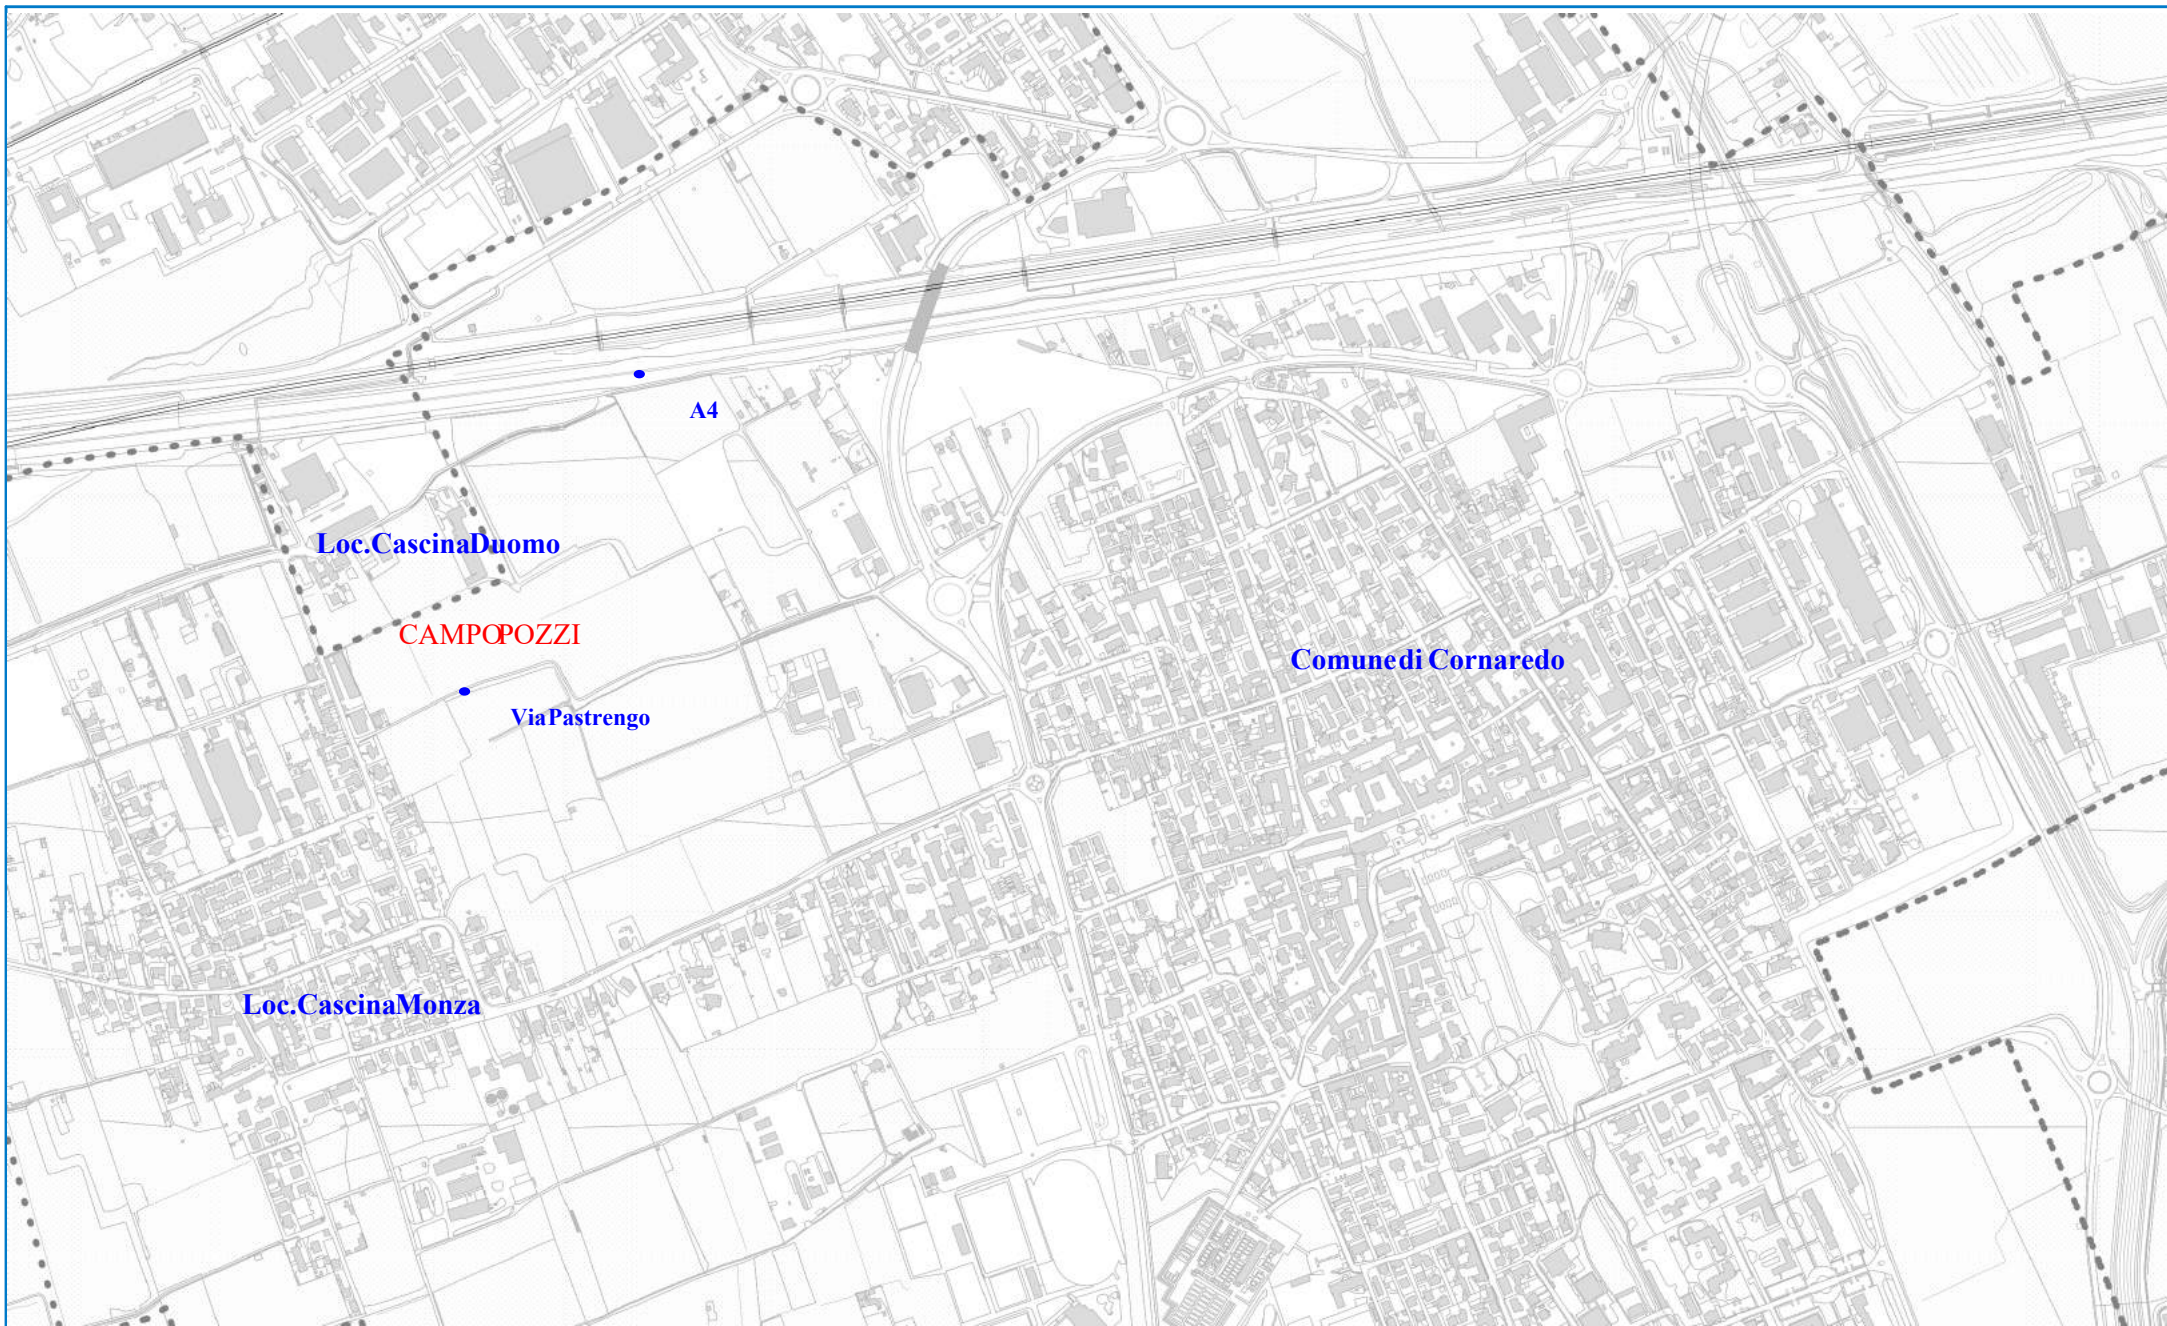 A4
Loc.CascinaDuomo
CAMPOPOZZI
Comunedi Cornaredo
ViaPastrengo
Loc.CascinaMonza